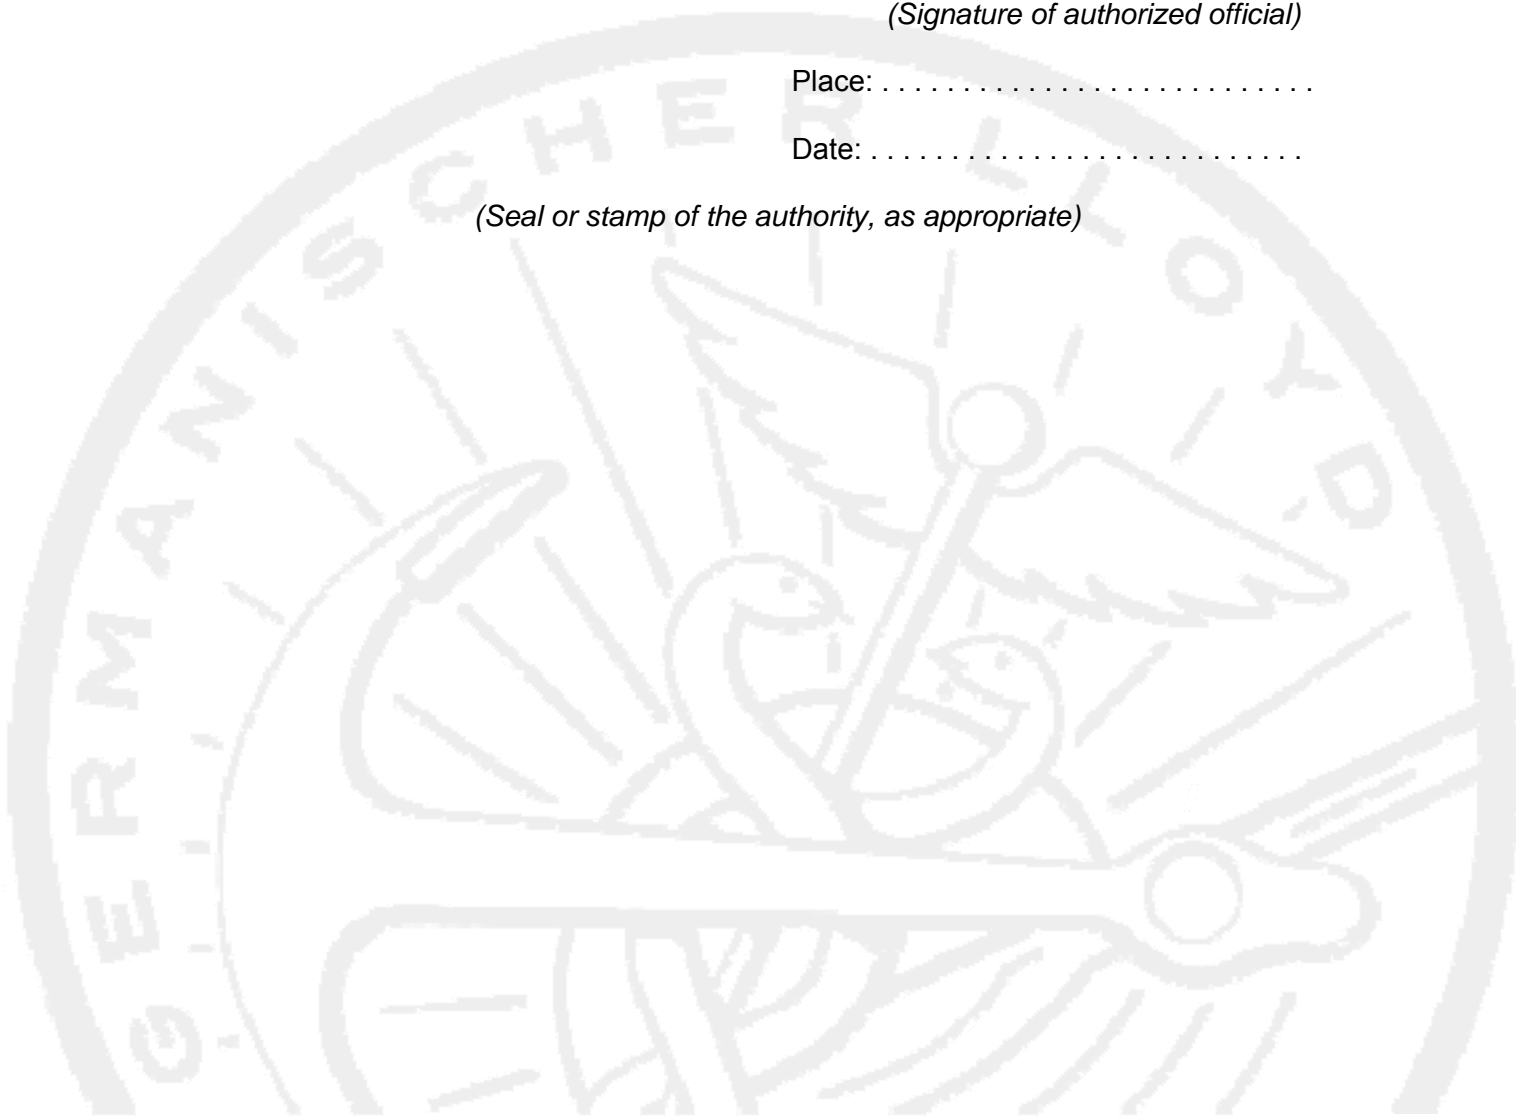 (Signature of authorized official)
Place: . . . . . . . . . . . . . . . . . . . . . . . . . . .
Date: . . . . . . . . . . . . . . . . . . . . . . . . . . .
(Seal or stamp of the authority, as appropriate)
GERMANISCHER LLOYD